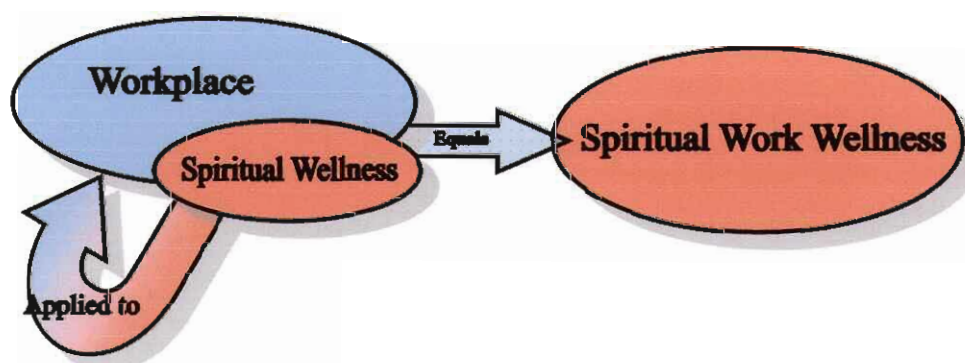 Workplace
Equals
Spiritual Wellness
Spiritual Work Wellness
Applied to